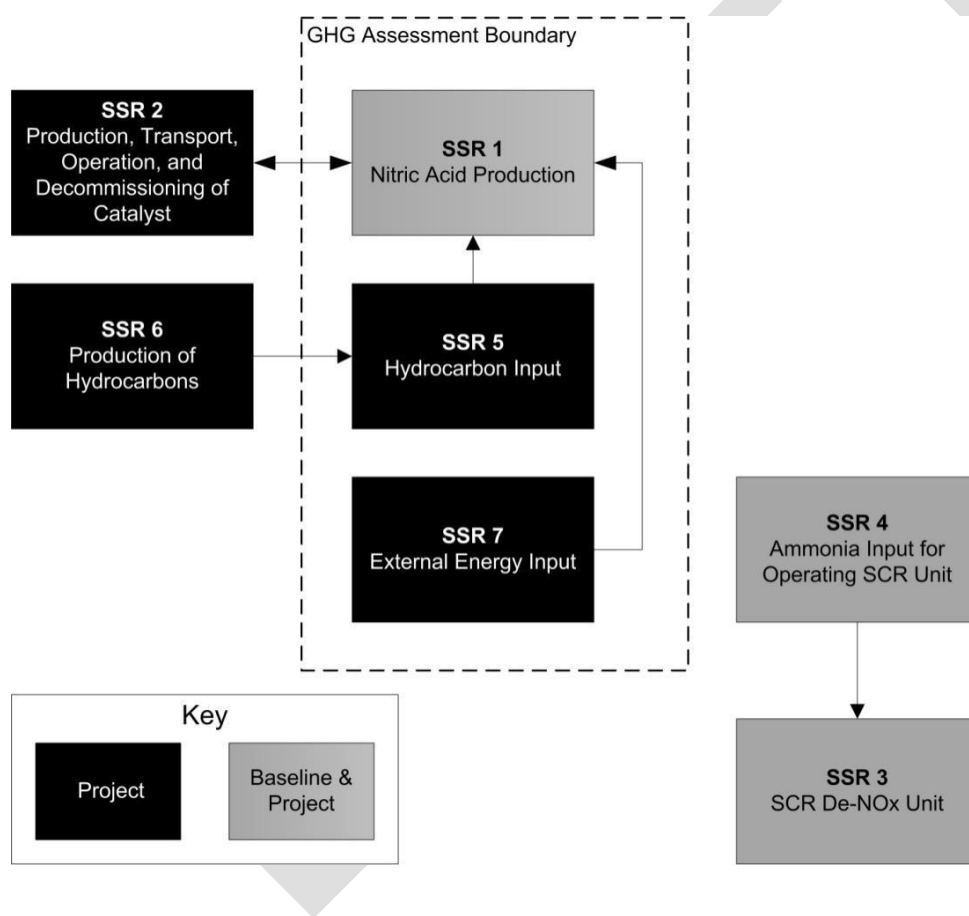 GHG Assessment Boundary
SSR 2
Production, Transport,
Operation, and
Decommissioning of
Catalyst
SSR 1
Nitric Acid Production
SSR 6
Production of
Hydrocarbons
SSR 5
Hydrocarbon Input
SSR 7
External Energy Input
SSR 4
Ammonia Input for
Operating SCR Unit
SSR 3
SCR De-NOx Unit
Key
Project
Baseline &
Project